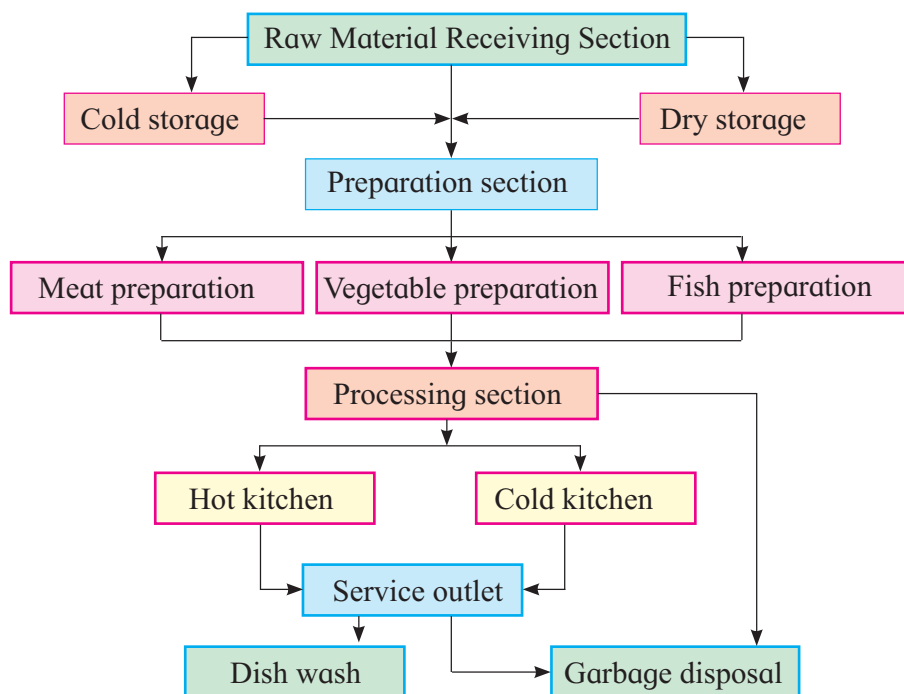 Raw Material Receiving Section
Cold storage
Dry storage
Preparation section
Meat preparation
Vegetable preparation
Fish preparation
Processing section
Hot kitchen
Cold kitchen
Service outlet
Dish wash
Garbage disposal